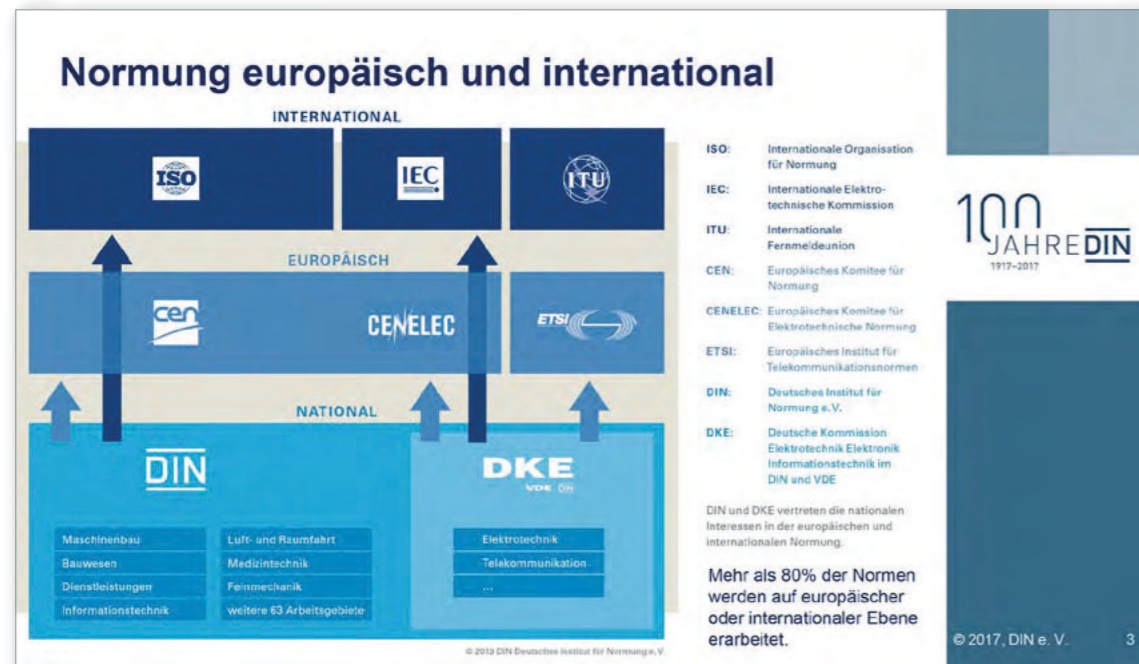 Normung europäisch und international
INTERNATIONAL
ISO
IEC
ITU
EUROPÄISCH
cen
CENELEC
ETSI
NATIONAL
DIN
Maschinenbau
Bauwesen
Dienstleistungen
Informationstechnik
Luft- und Raumfahrt
Medizintechnik
Feinmechanik
weitere 63 Arbeitsgebiete
DKE
VDE DIN
Elektrotechnik
Telekommunikation
...
© 2013 DIN Deutsches Institut für Normung e. V.
ISO: Internationale Organisation
für Normung
IEC: Internationale Elektro-
technische Kommission
ITU: Internationale
Fernmeldeunion
CEN: Europäisches Komitee für
Normung
CENELEC: Europäisches Komitee für
Elektrotechnische Normung
ETSI: Europäisches Institut für
Telekommunikationsnormen
DIN: Deutsches Institut für
Normung e. V.
DKE: Deutsche Kommission
Elektrotechnik Elektronik
Informationstechnik im
DIN und VDE
DIN und DKE vertreten die nationalen
Interessen in der europäischen und
internationalen Normung.
Mehr als 80% der Normen
werden auf europäischer
oder internationaler Ebene
erarbeitet.
100
JAHRE DIN
1917–2017
© 2017, DIN e. V. 3